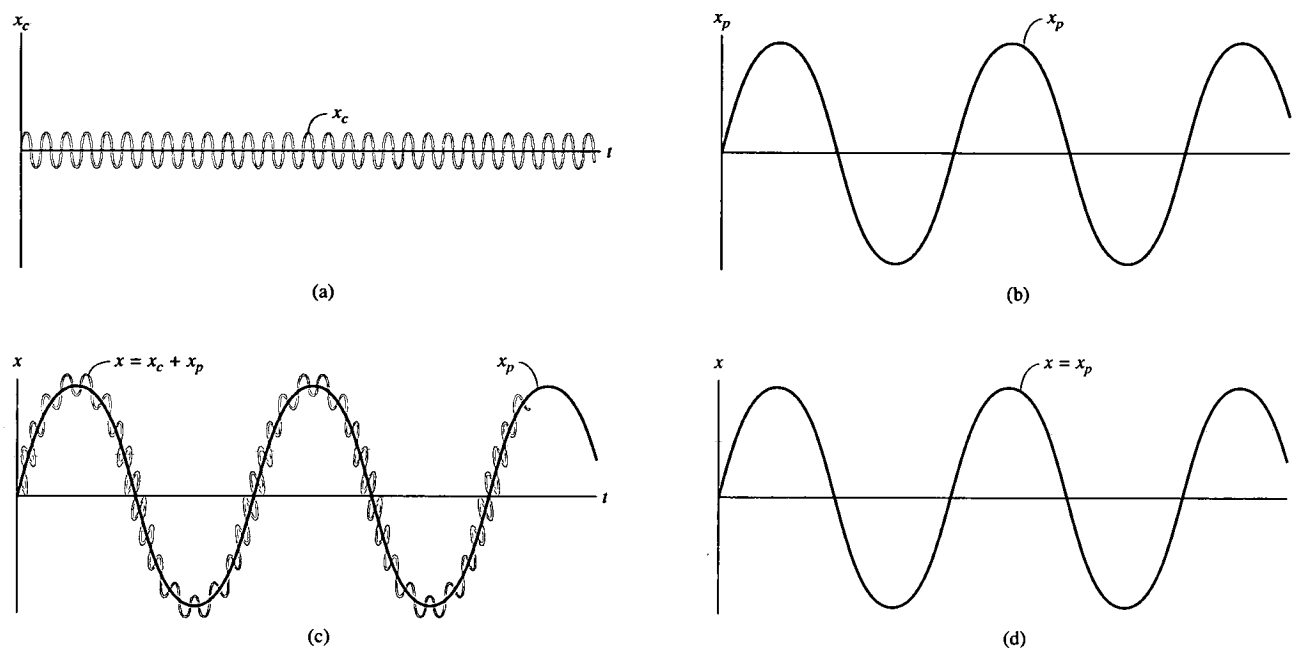 x_c
x_c
t
(a)
x_p
x_p
(b)
x
x = x_c + x_p
x_p
t
(c)
x
x = x_p
(d)